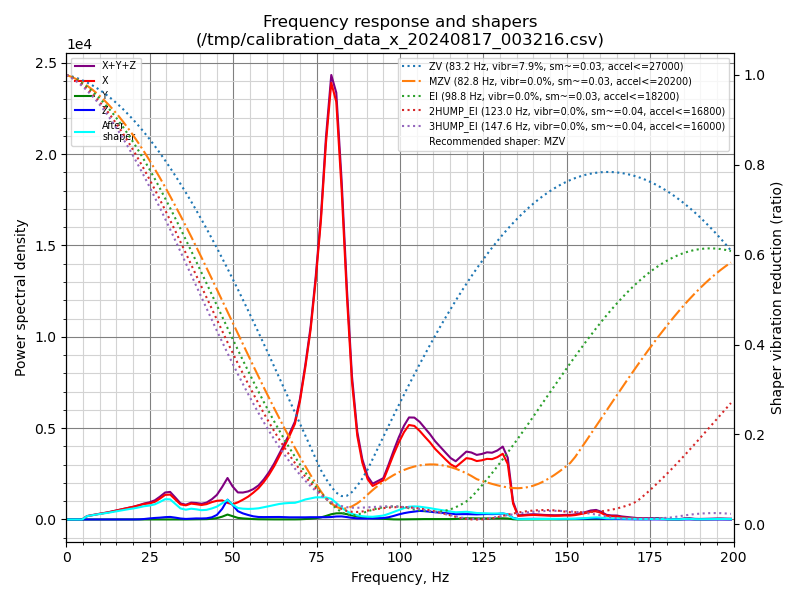 Frequency response and shapers
(/tmp/calibration_data_x_20240817_003216.csv)
1e4
X+Y+Z
X
Y
Z
After
shaper
ZV (83.2 Hz, vibr=7.9%, sm~=0.03, accel<=27000)
MZV (82.8 Hz, vibr=0.0%, sm~=0.03, accel<=20200)
EI (98.8 Hz, vibr=0.0%, sm~=0.03, accel<=18200)
2HUMP_EI (123.0 Hz, vibr=0.0%, sm~=0.04, accel<=16800)
3HUMP_EI (147.6 Hz, vibr=0.0%, sm~=0.04, accel<=16000)
Recommended shaper: MZV
Power spectral density
2.5
2.0
1.5
1.0
0.5
0.0
1.0
0.8
0.6
0.4
0.2
0.0
Shaper vibration reduction (ratio)
0 25 50 75 100 125 150 175 200
Frequency, Hz